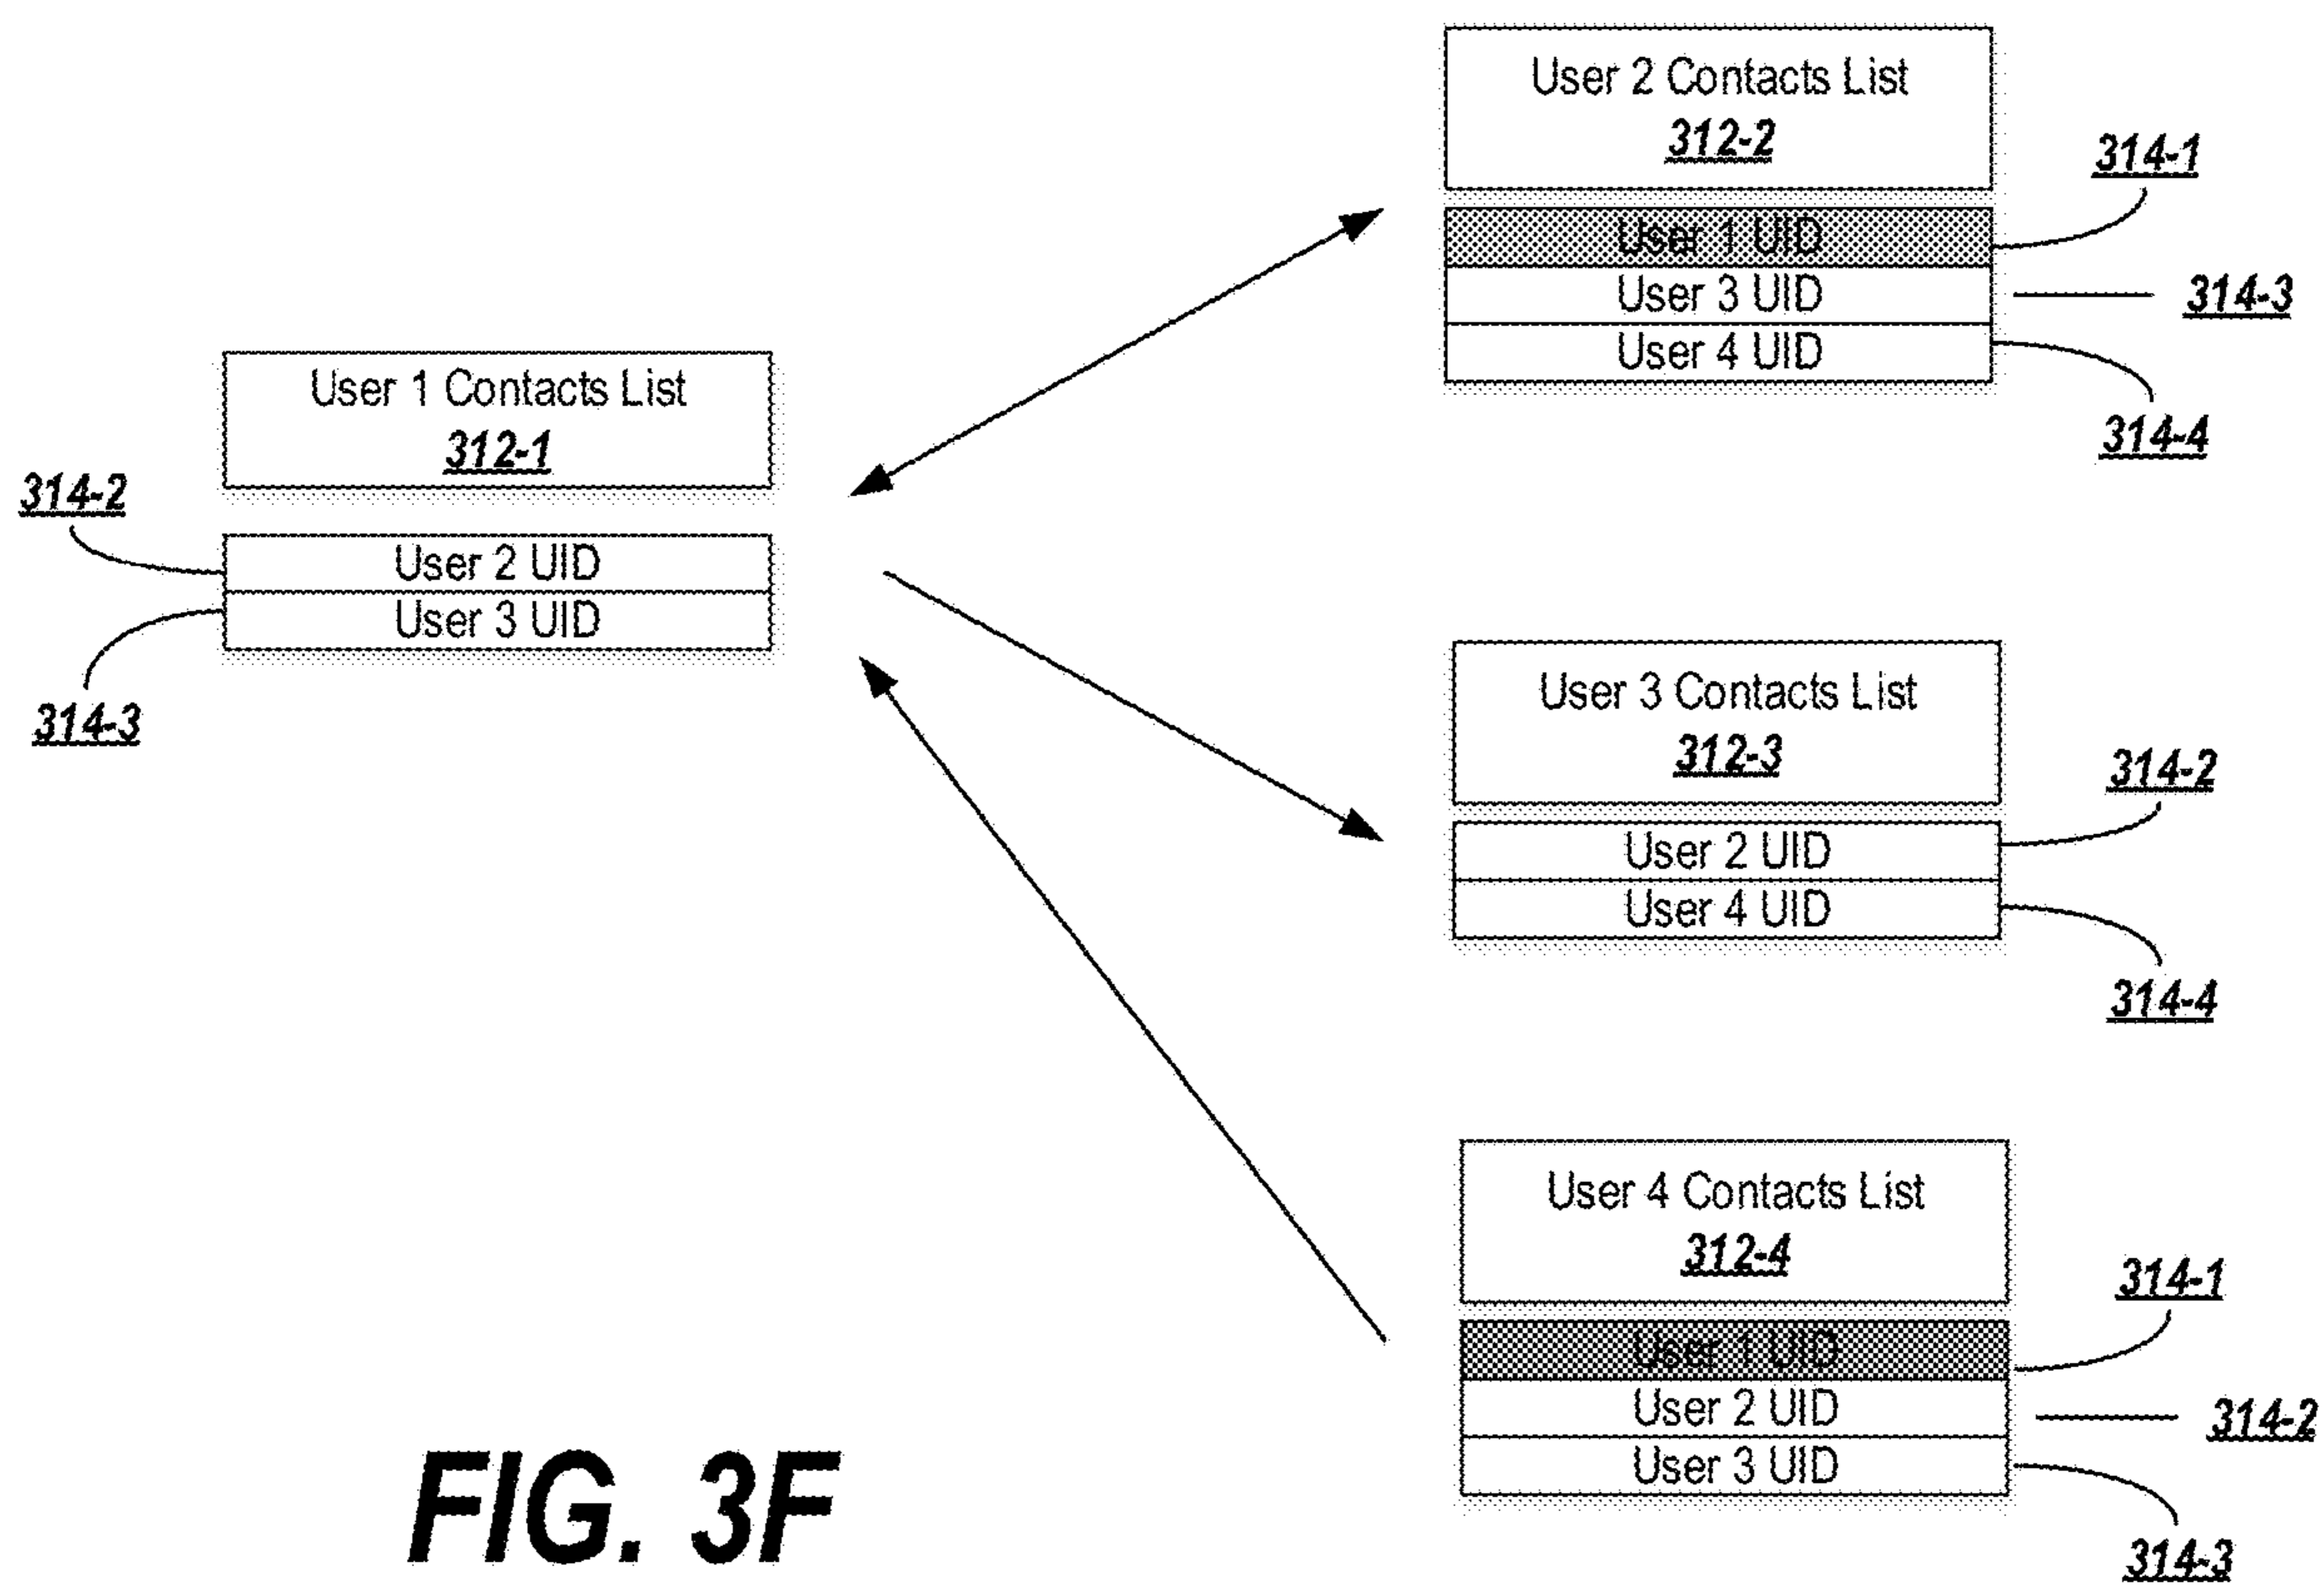 User 1 Contacts List
312-1
314-2
User 2 UID
User 3 UID
314-3
User 2 Contacts List
312-2
314-1
User 1 UID
User 3 UID
314-3
User 4 UID
314-4
User 3 Contacts List
312-3
314-2
User 2 UID
User 4 UID
314-4
User 4 Contacts List
312-4
314-1
User 1 UID
User 2 UID
314-2
User 3 UID
314-3
FIG. 3F